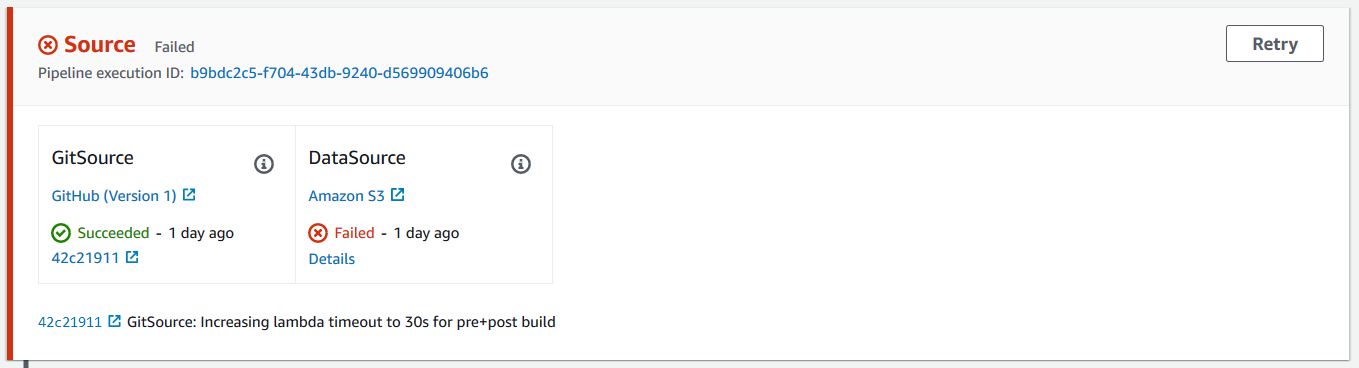 Source Failed
Retry
Pipeline execution ID: b9bdc2c5-f704-43db-9240-d569909406b6
GitSource
DataSource
GitHub (Version 1)
Amazon S3
Succeeded - 1 day ago
Failed - 1 day ago
42c21911
Details
42c21911 GitSource: Increasing lambda timeout to 30s for pre+post build